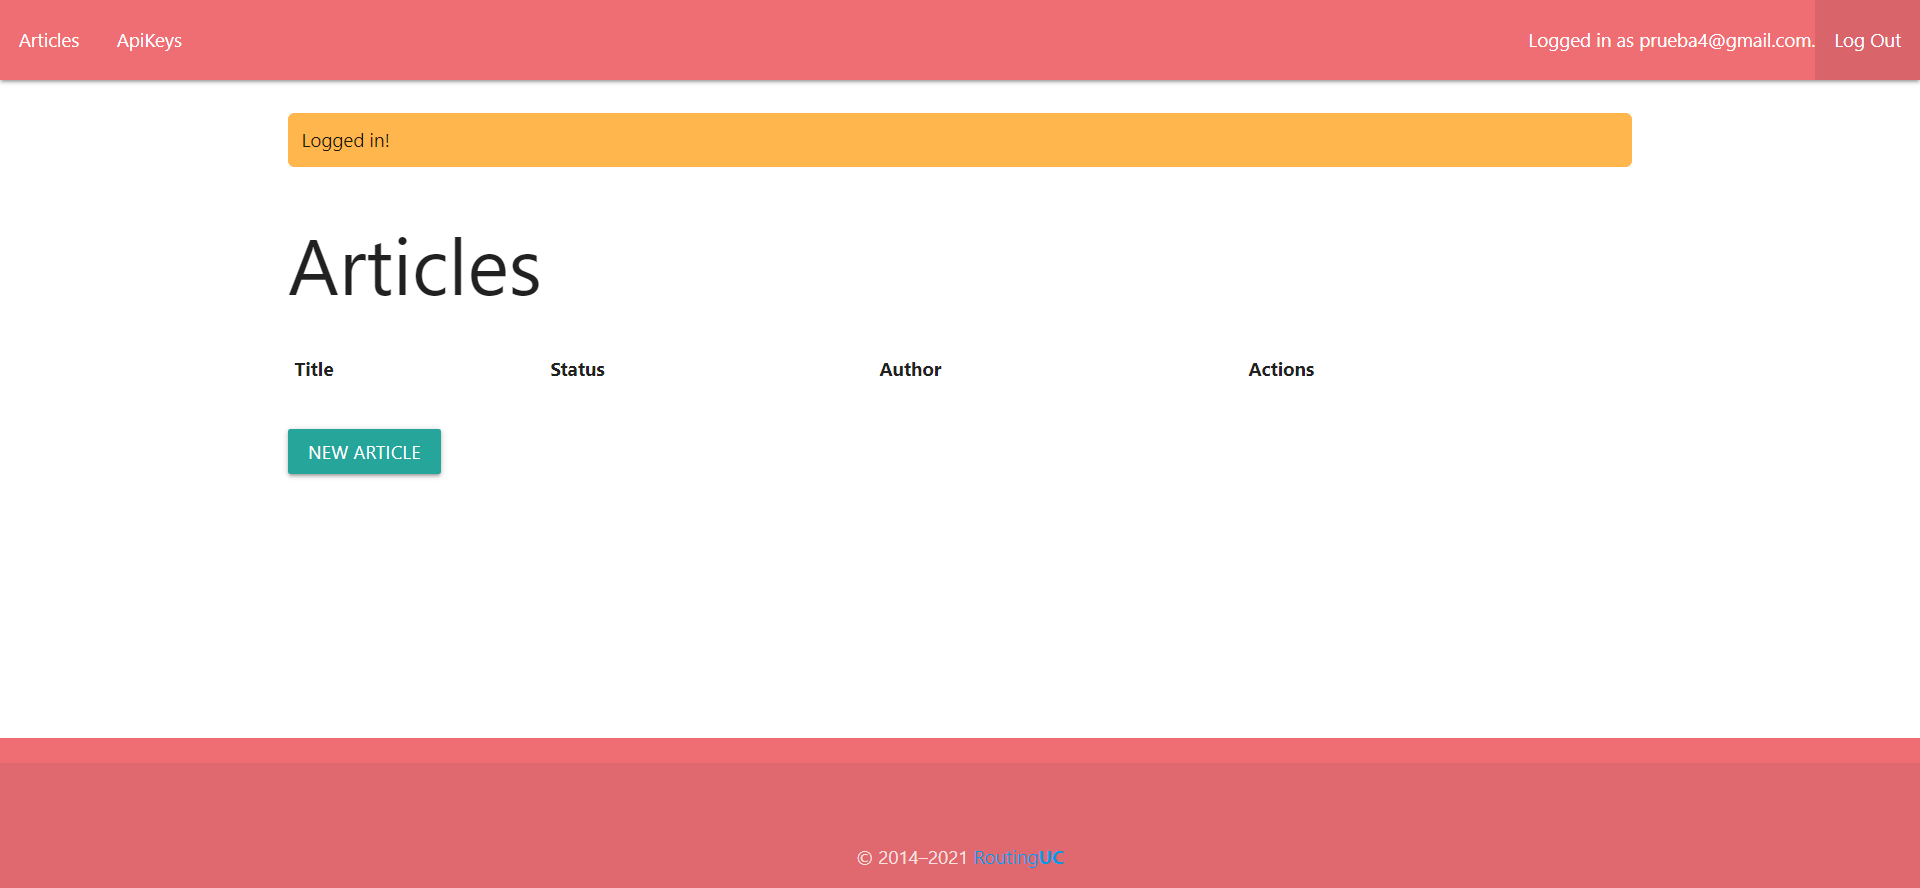 Articles ApiKeys Logged in as prueba4@gmail.com. Log Out
Logged in!
Articles
Title Status Author Actions
NEW ARTICLE
© 2014–2021 RoutingUC